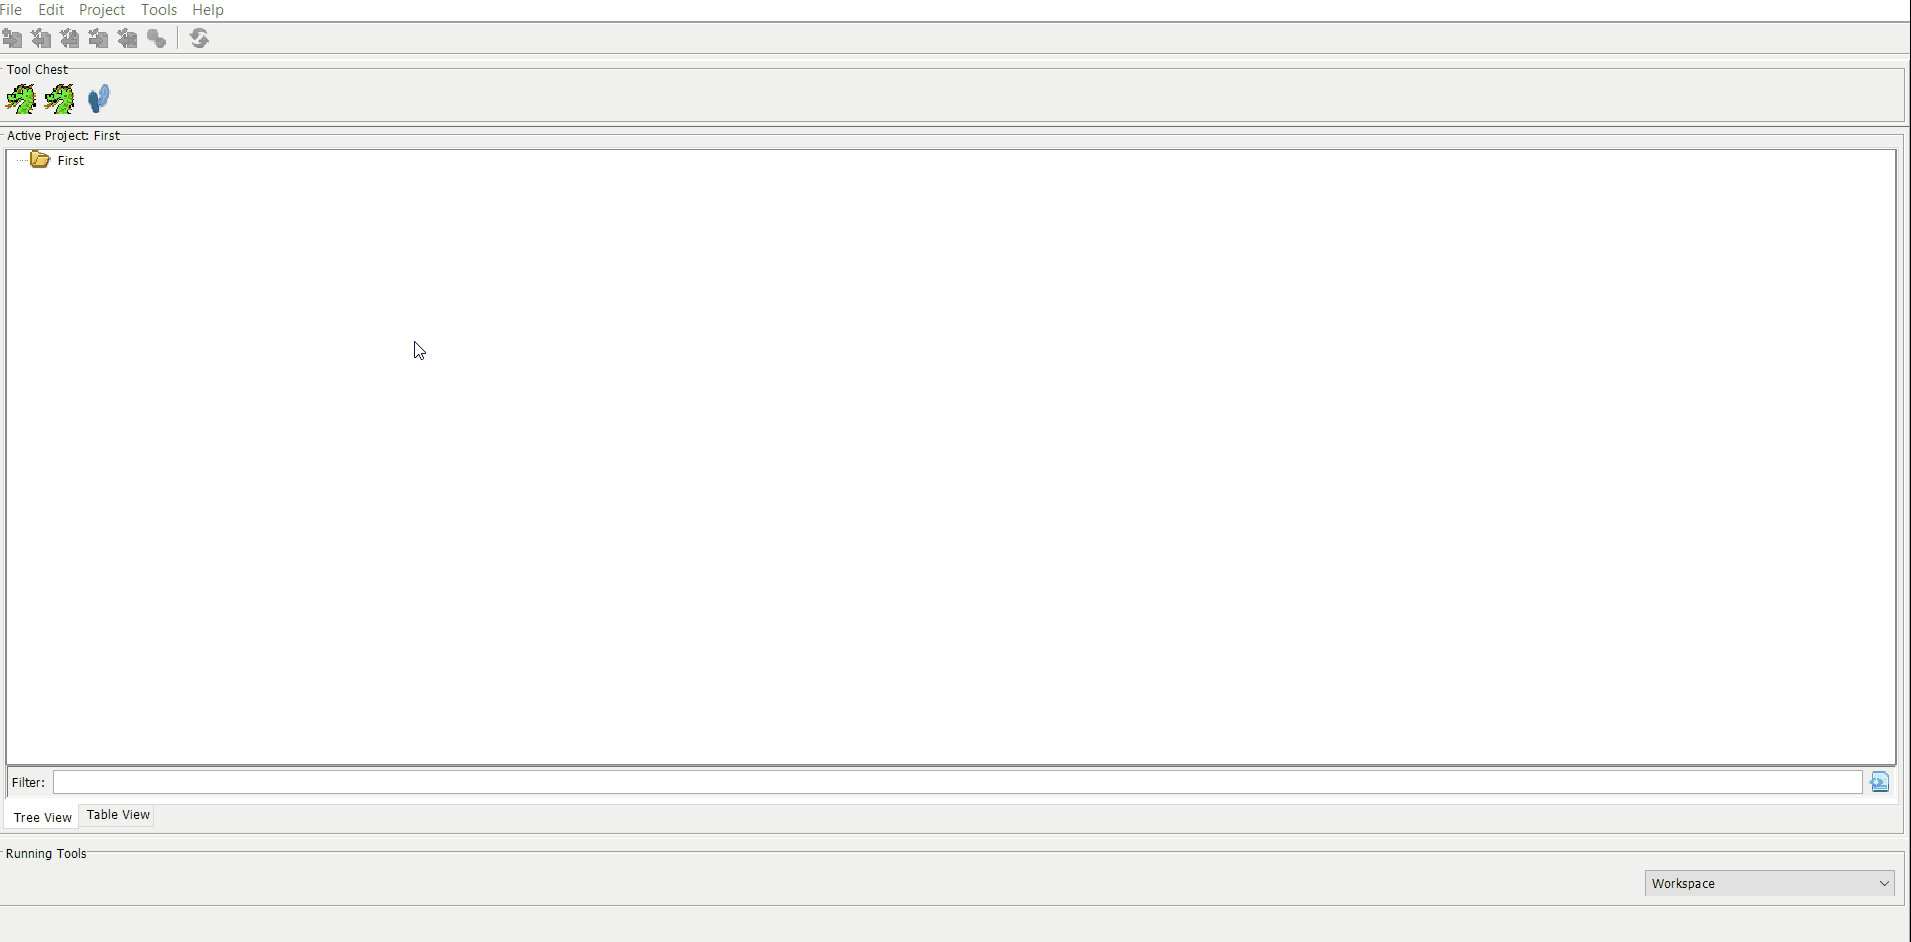 File Edit Project Tools Help
Tool Chest
Active Project: First
First
Filter:
Tree View Table View
Running Tools
Workspace